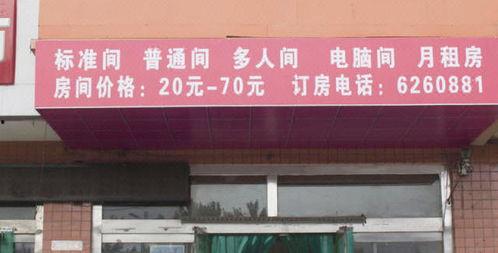 标准间 普通间 多人间 电脑间 月租房
房间价格：20元-70元 订房电话：6260881